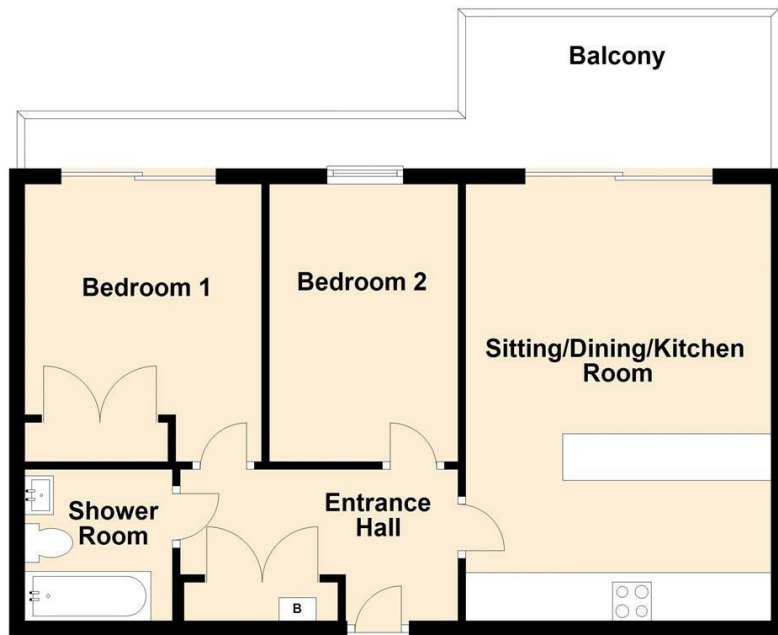 Balcony
Bedroom 1
Bedroom 2
Sitting/Dining/Kitchen
Room
Shower
Room
Entrance
Hall
B